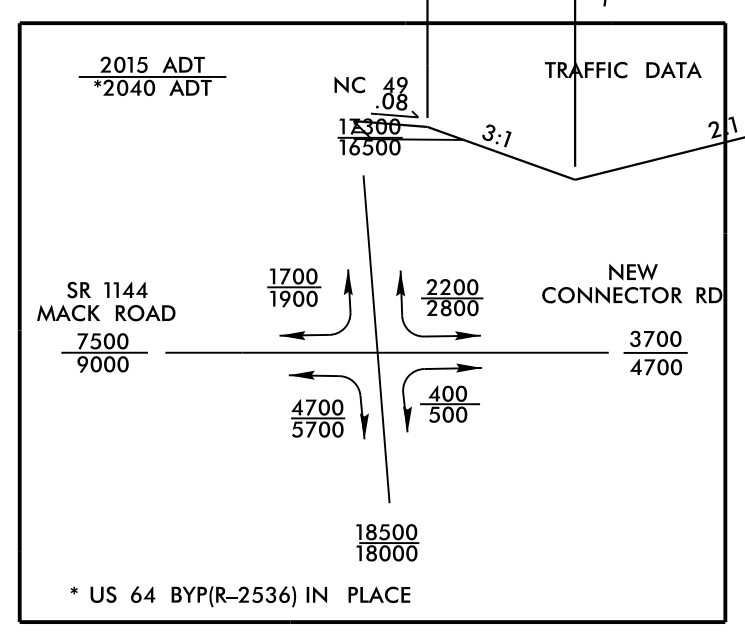 2015 ADT
*2040 ADT
TRAFFIC DATA
NC 49
.08
16500
3:1
2:1
1700
1900
2200
2800
SR 1144
MACK ROAD
7500
9000
NEW
CONNECTOR RD
3700
4700
4700
5700
400
500
18500
18000
* US 64 BYP(R-2536) IN PLACE